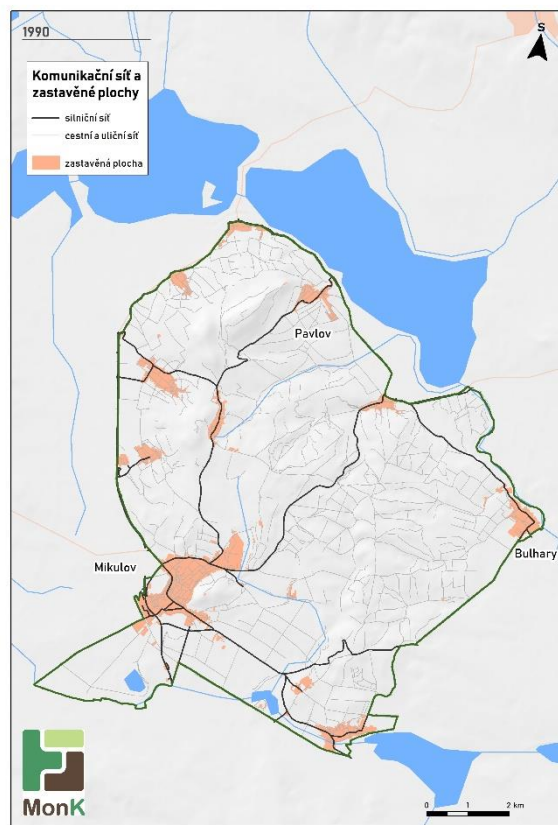 1990
S
Komunikační síť a
zastavěné plochy
silniční síť
cestní a uliční síť
zastavěná plocha
Pavlov
Mikulov
Bulhary
MonK
0 1 2 km